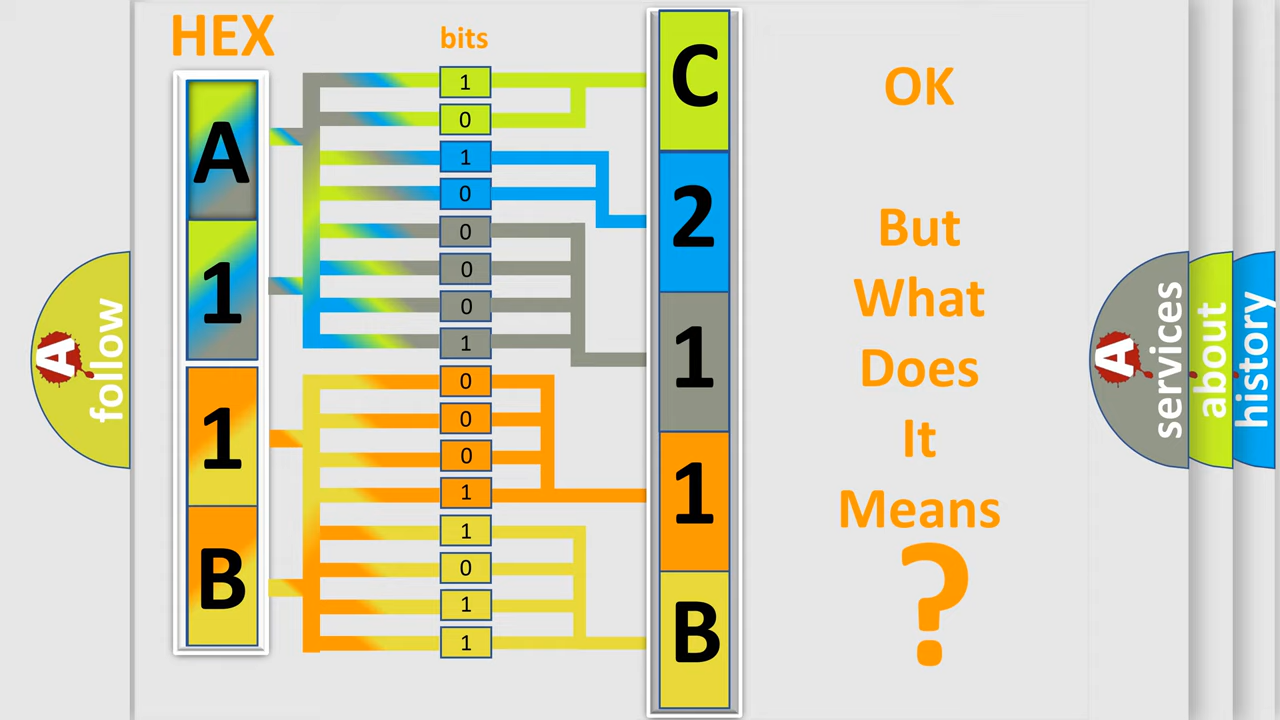 HEX
bits
A
1
1
B
1
0
1
0
0
0
0
1
0
0
0
1
1
0
1
1
C
2
1
1
B
OK
But
What
Does
It
Means
?
A
follow
A
services
about
history